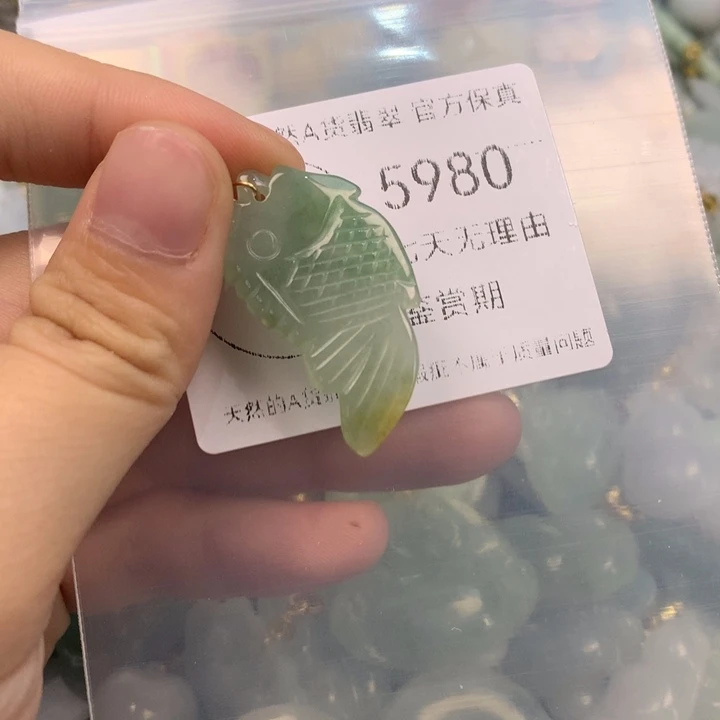 然A货翡翠 官方保真
5980
七天无理由
鉴赏期
天然的A货
质量问题